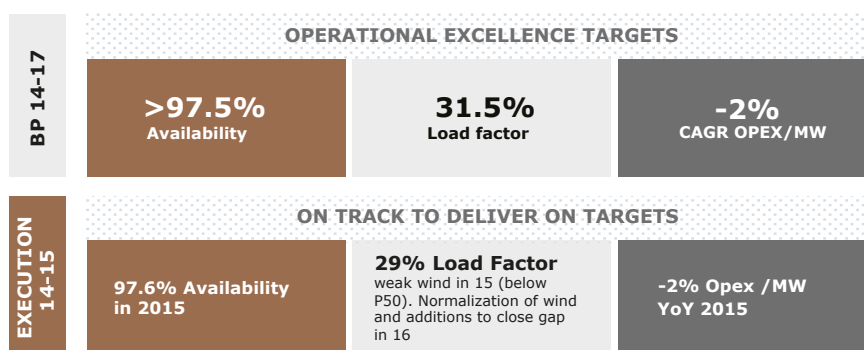 BP 14-17
OPERATIONAL EXCELLENCE TARGETS
>97.5%
Availability
31.5%
Load factor
-2%
CAGR OPEX/MW
EXECUTION
14-15
ON TRACK TO DELIVER ON TARGETS
97.6% Availability
in 2015
29% Load Factor
weak wind in 15 (below
P50). Normalization of wind
and additions to close gap
in 16
-2% Opex /MW
YoY 2015